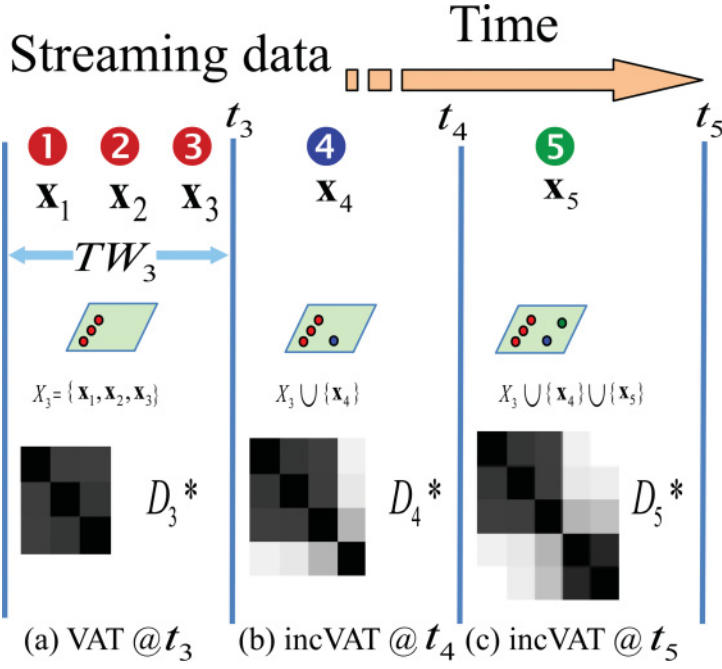 Streaming data
Time
t₃
t₄
t₅
1 2 3 4 5
x₁ x₂ x₃ x₄ x₅
TW₃
X₃ = { x₁, x₂, x₃ }
X₃ ∪ {x₄}
X₃ ∪ {x₄} ∪ {x₅}
D₃*
D₄*
D₅*
(a) VAT @ t₃
(b) incVAT @ t₄
(c) incVAT @ t₅